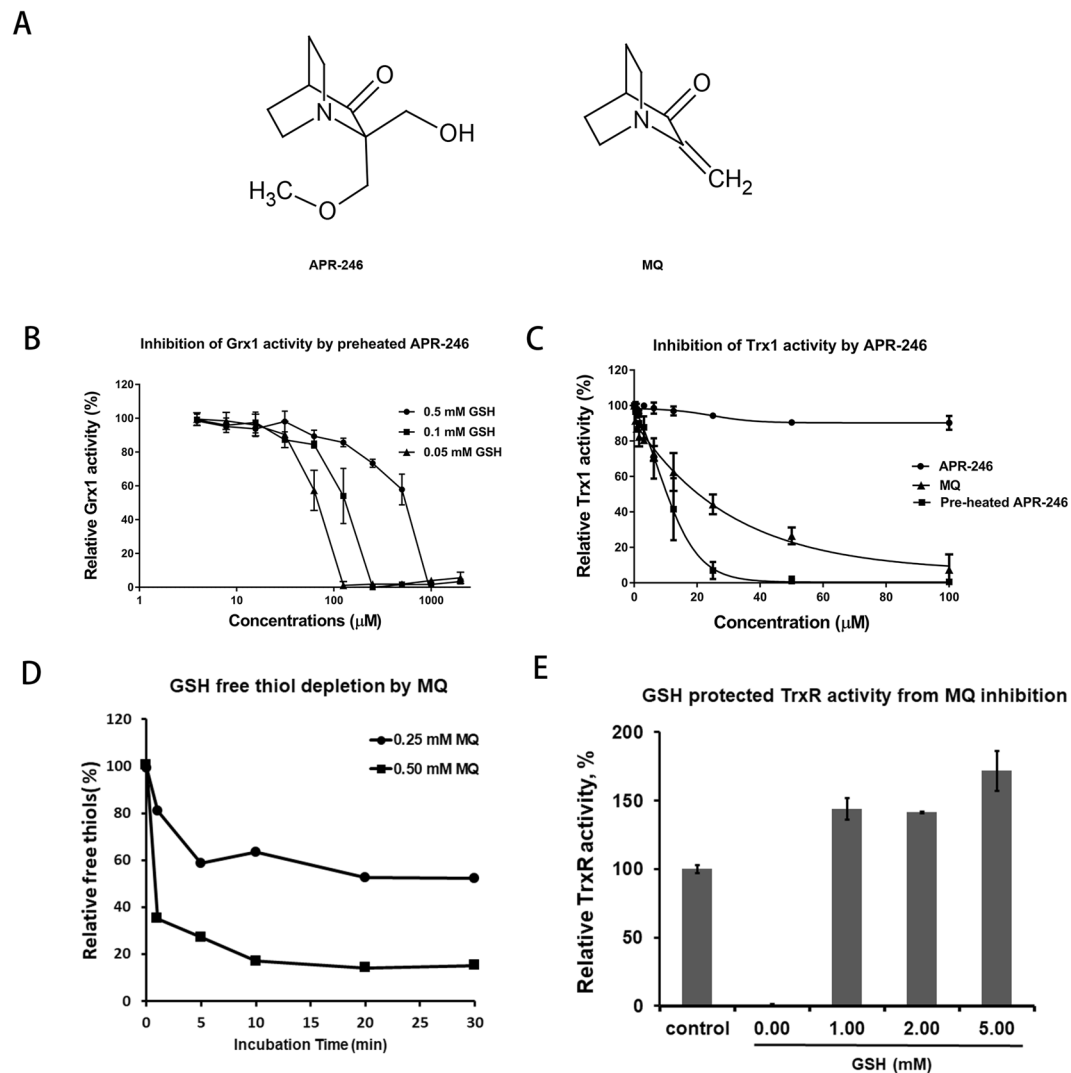 A
N
O
OH
H₃C
O
APR-246
N
O
CH₂
MQ
B
Inhibition of Grx1 activity by preheated APR-246
Relative Grx1 activity (%)
120
100
80
60
40
20
0
1
10
100
1000
Concentrations (μM)
0.5 mM GSH
0.1 mM GSH
0.05 mM GSH
C
Inhibition of Trx1 activity by APR-246
Relative Trx1 activity (%)
120
100
80
60
40
20
0
0
20
40
60
80
100
Concentration (μM)
APR-246
MQ
Pre-heated APR-246
D
GSH free thiol depletion by MQ
Relative free thiols(%)
120
100
80
60
40
20
0
0
5
10
15
20
25
30
Incubation Time (min)
0.25 mM MQ
0.50 mM MQ
E
GSH protected TrxR activity from MQ inhibition
Relative TrxR activity, %
200
150
100
50
0
control
0.00
1.00
2.00
5.00
GSH (mM)